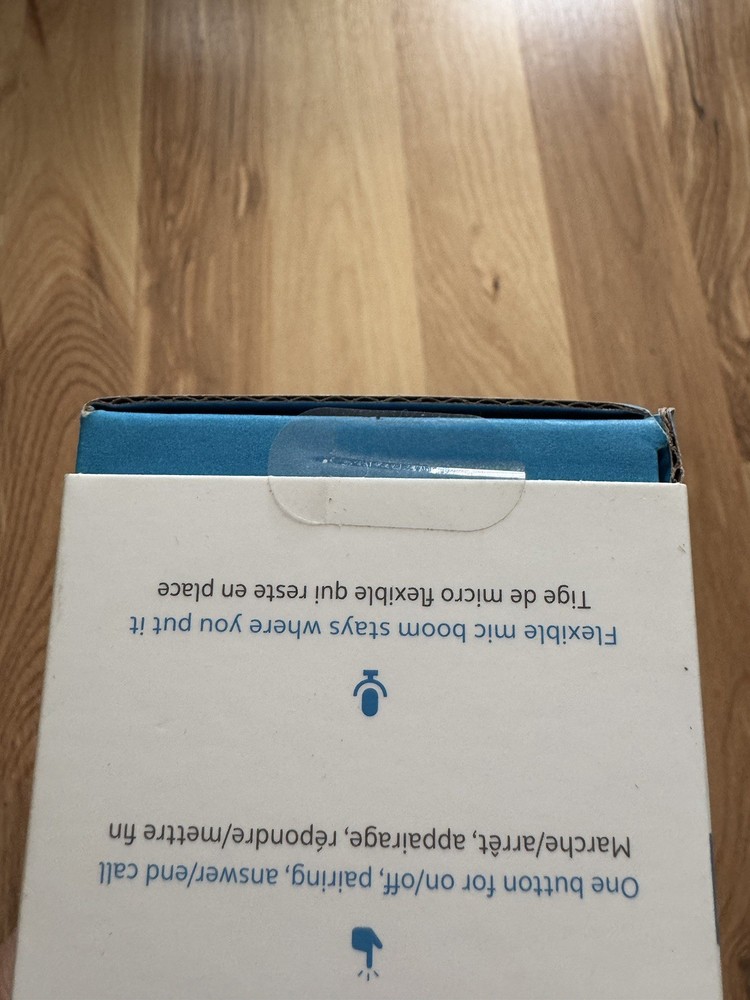 One button for on/off, pairing, answer/end call
Marche/arrêt, appairage, répondre/mettre fin
Flexible mic boom stays where you put it
Tige de micro flexible qui reste en place